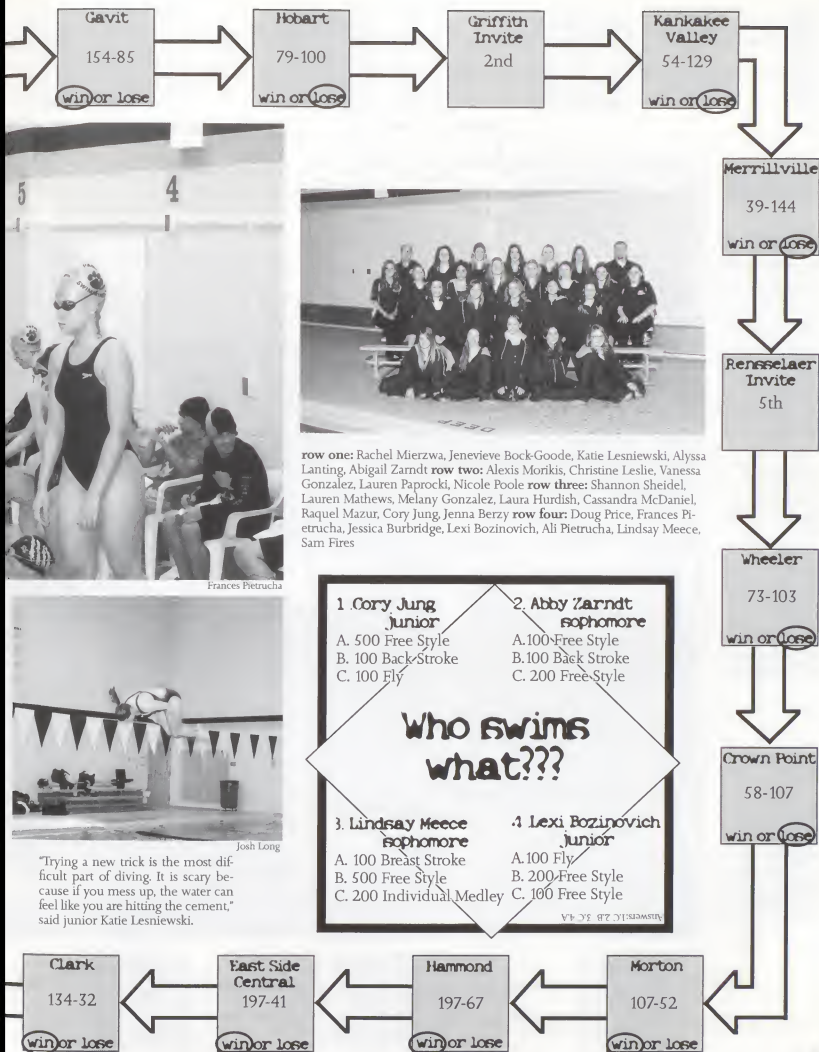 Gavit
154-85
win or lose
Hobart
79-100
win or lose
Griffith
Invite
2nd
Kankakee
Valley
54-129
win or lose
Merrillville
39-144
win or lose
Rensselaer
Invite
5th
Wheeler
73-103
win or lose
Crown Point
58-107
win or lose
Morton
107-52
win or lose
Hammond
197-67
win or lose
East Side
Central
197-41
win or lose
Clark
134-32
win or lose
5
4
Frances Pietrucha
DEEP
row one: Rachel Mierzwa, Jenevieve Bock-Goode, Katie Lesniewski, Alyssa
Lanting, Abigail Zarndt row two: Alexis Morikis, Christine Leslie, Vanessa
Gonzalez, Lauren Paprocki, Nicole Poole row three: Shannon Sheidel,
Lauren Mathews, Melany Gonzalez, Laura Hurdish, Cassandra McDaniel,
Raquel Mazur, Cory Jung, Jenna Berzy row four: Doug Price, Frances Pi-
etrucha, Jessica Burbridge, Lexi Bozinovich, Ali Pietrucha, Lindsay Meece,
Sam Fires
Josh Long
"Trying a new trick is the most dif-
ficult part of diving. It is scary be-
cause if you mess up, the water can
feel like you are hitting the cement,"
said junior Katie Lesniewski.
1. Cory Jung
junior
A. 500 Free Style
B. 100 Back Stroke
C. 100 Fly
2. Abby Zarndt
sophomore
A. 100 Free Style
B. 100 Back Stroke
C. 200 Free Style
Who swims
what???
3. Lindsay Meece
sophomore
A. 100 Breast Stroke
B. 500 Free Style
C. 200 Individual Medley
4 Lexi Bozinovich
junior
A. 100 Fly
B. 200 Free Style
C. 100 Free Style
Answers:1.C 2.B 3.C 4.A